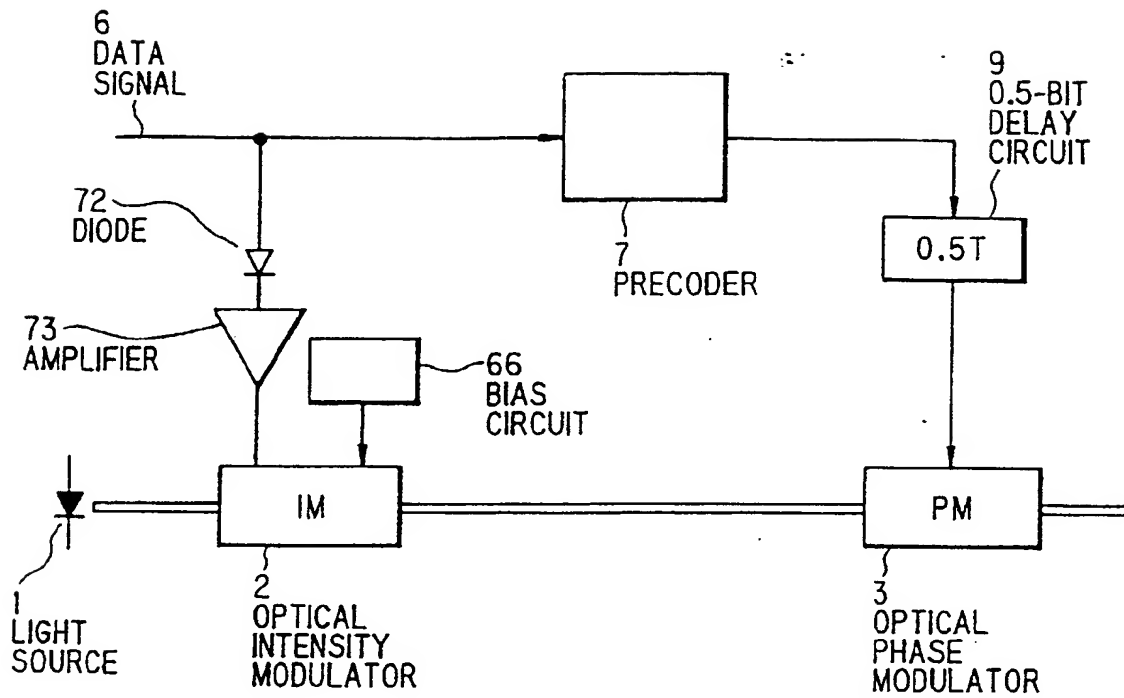 6
DATA
SIGNAL
9
0.5-BIT
DELAY
CIRCUIT
72
DIODE
7
PRECODER
0.5T
73
AMPLIFIER
66
BIAS
CIRCUIT
IM
PM
1
LIGHT
SOURCE
2
OPTICAL
INTENSITY
MODULATOR
3
OPTICAL
PHASE
MODULATOR